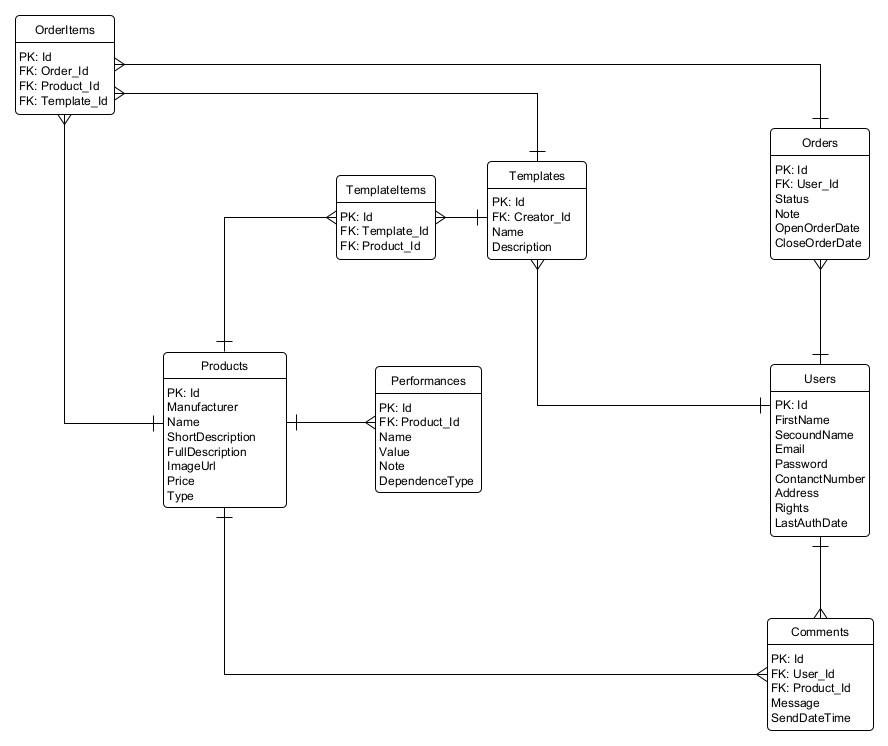 OrderItems
PK: Id
FK: Order_Id
FK: Product_Id
FK: Template_Id
Orders
PK: Id
FK: User_Id
Status
Note
OpenOrderDate
CloseOrderDate
Templates
PK: Id
FK: Creator_Id
Name
Description
TemplateItems
PK: Id
FK: Template_Id
FK: Product_Id
Products
PK: Id
Manufacturer
Name
ShortDescription
FullDescription
ImageUrl
Price
Type
Performances
PK: Id
FK: Product_Id
Name
Value
Note
DependenceType
Users
PK: Id
FirstName
SecoundName
Email
Password
ContanctNumber
Address
Rights
LastAuthDate
Comments
PK: Id
FK: User_Id
FK: Product_Id
Message
SendDateTime